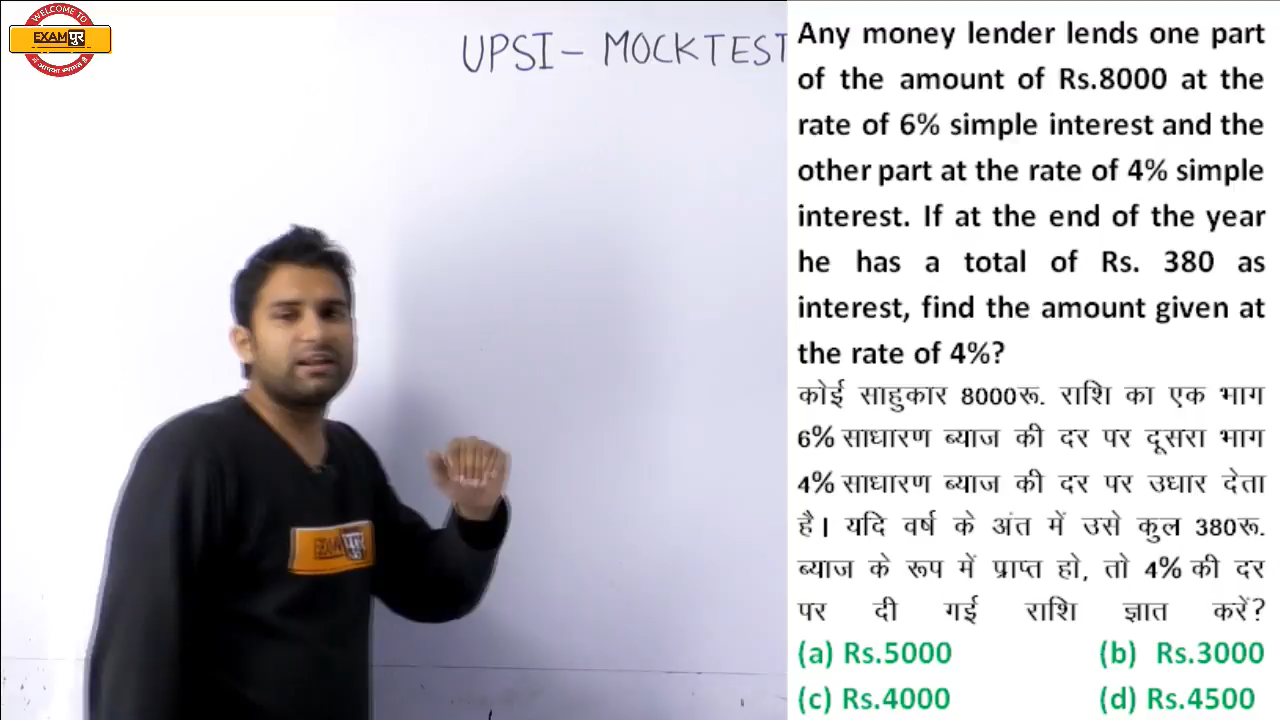 WELCOME TO
EXAMपुर
UPSI - MOCKTEST
EXAMपुर
Any money lender lends one part
of the amount of Rs.8000 at the
rate of 6% simple interest and the
other part at the rate of 4% simple
interest. If at the end of the year
he has a total of Rs. 380 as
interest, find the amount given at
the rate of 4%?
कोई साहुकार 8000रू. राशि का एक भाग
6% साधारण ब्याज की दर पर दूसरा भाग
4% साधारण ब्याज की दर पर उधार देता
है। यदि वर्ष के अंत में उसे कुल 380रू.
ब्याज के रूप में प्राप्त हो, तो 4% की दर
पर दी गई राशि ज्ञात करें?
(a) Rs.5000 (b) Rs.3000
(c) Rs.4000 (d) Rs.4500